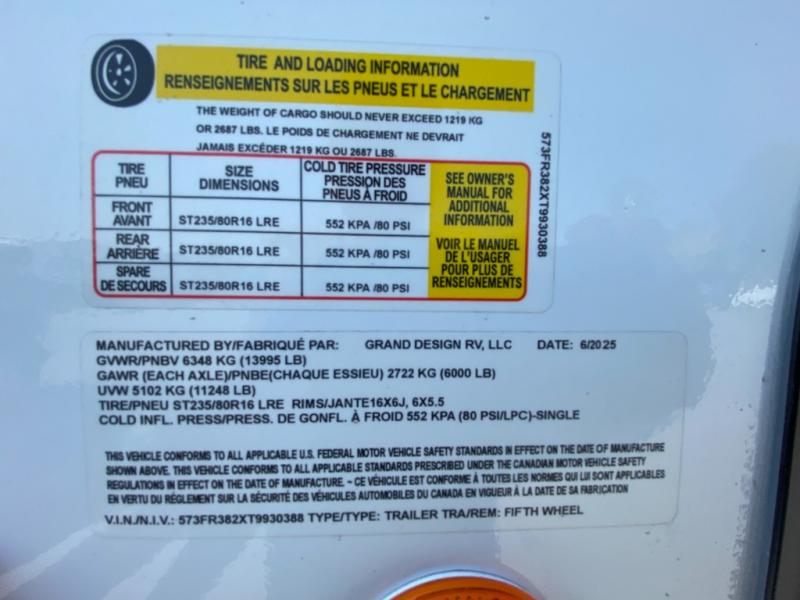 TIRE AND LOADING INFORMATION
RENSEIGNEMENTS SUR LES PNEUS ET LE CHARGEMENT
THE WEIGHT OF CARGO SHOULD NEVER EXCEED 1219 KG
OR 2687 LBS. LE POIDS DE CHARGEMENT NE DEVRAIT
JAMAIS EXCÉDER 1219 KG OU 2687 LBS.
TIRE
PNEU
SIZE
DIMENSIONS
COLD TIRE PRESSURE
PRESSION DES
PNEUS À FROID
FRONT
AVANT
ST235/80R16 LRE
552 KPA /80 PSI
REAR
ARRIÈRE
ST235/80R16 LRE
552 KPA /80 PSI
SPARE
DE SECOURS
ST235/80R16 LRE
552 KPA /80 PSI
SEE OWNER'S
MANUAL FOR
ADDITIONAL
INFORMATION
VOIR LE MANUEL
DE L'USAGER
POUR PLUS DE
RENSEIGNEMENTS
573FR382XT9930388
MANUFACTURED BY/FABRIQUÉ PAR: GRAND DESIGN RV, LLC DATE: 6/2025
GVWR/PNBV 6348 KG (13995 LB)
GAWR (EACH AXLE)/PNBE(CHAQUE ESSIEU) 2722 KG (6000 LB)
UVW 5102 KG (11248 LB)
TIRE/PNEU ST235/80R16 LRE RIMS/JANTE16X6J, 6X5.5
COLD INFL. PRESS/PRESS. DE GONFL. À FROID 552 KPA (80 PSI/LPC)-SINGLE
THIS VEHICLE CONFORMS TO ALL APPLICABLE U.S. FEDERAL MOTOR VEHICLE SAFETY STANDARDS IN EFFECT ON THE DATE OF MANUFACTURE
SHOWN ABOVE. THIS VEHICLE CONFORMS TO ALL APPLICABLE STANDARDS PRESCRIBED UNDER THE CANADIAN MOTOR VEHICLE SAFETY
REGULATIONS IN EFFECT ON THE DATE OF MANUFACTURE. - CE VÉHICULE EST CONFORME À TOUTES LES NORMES QUI LUI SONT APPLICABLES
EN VERTU DU RÉGLEMENT SUR LA SÉCURITÉ DES VÉHICULES AUTOMOBILES DU CANADA EN VIGUEUR À LA DATE DE SA FABRICATION
V.I.N./N.I.V.: 573FR382XT9930388 TYPE/TYPE: TRAILER TRA/REM: FIFTH WHEEL